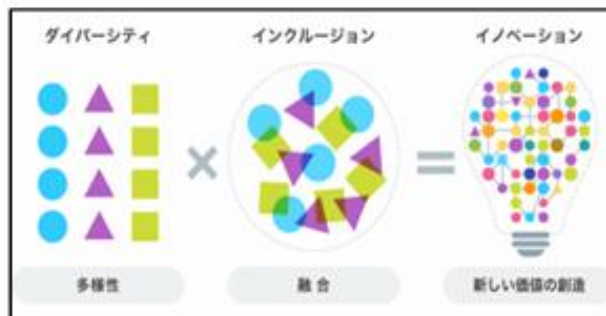 ダイバーシティ
インクルージョン
イノベーション
×
=
多様性
融合
新しい価値の創造